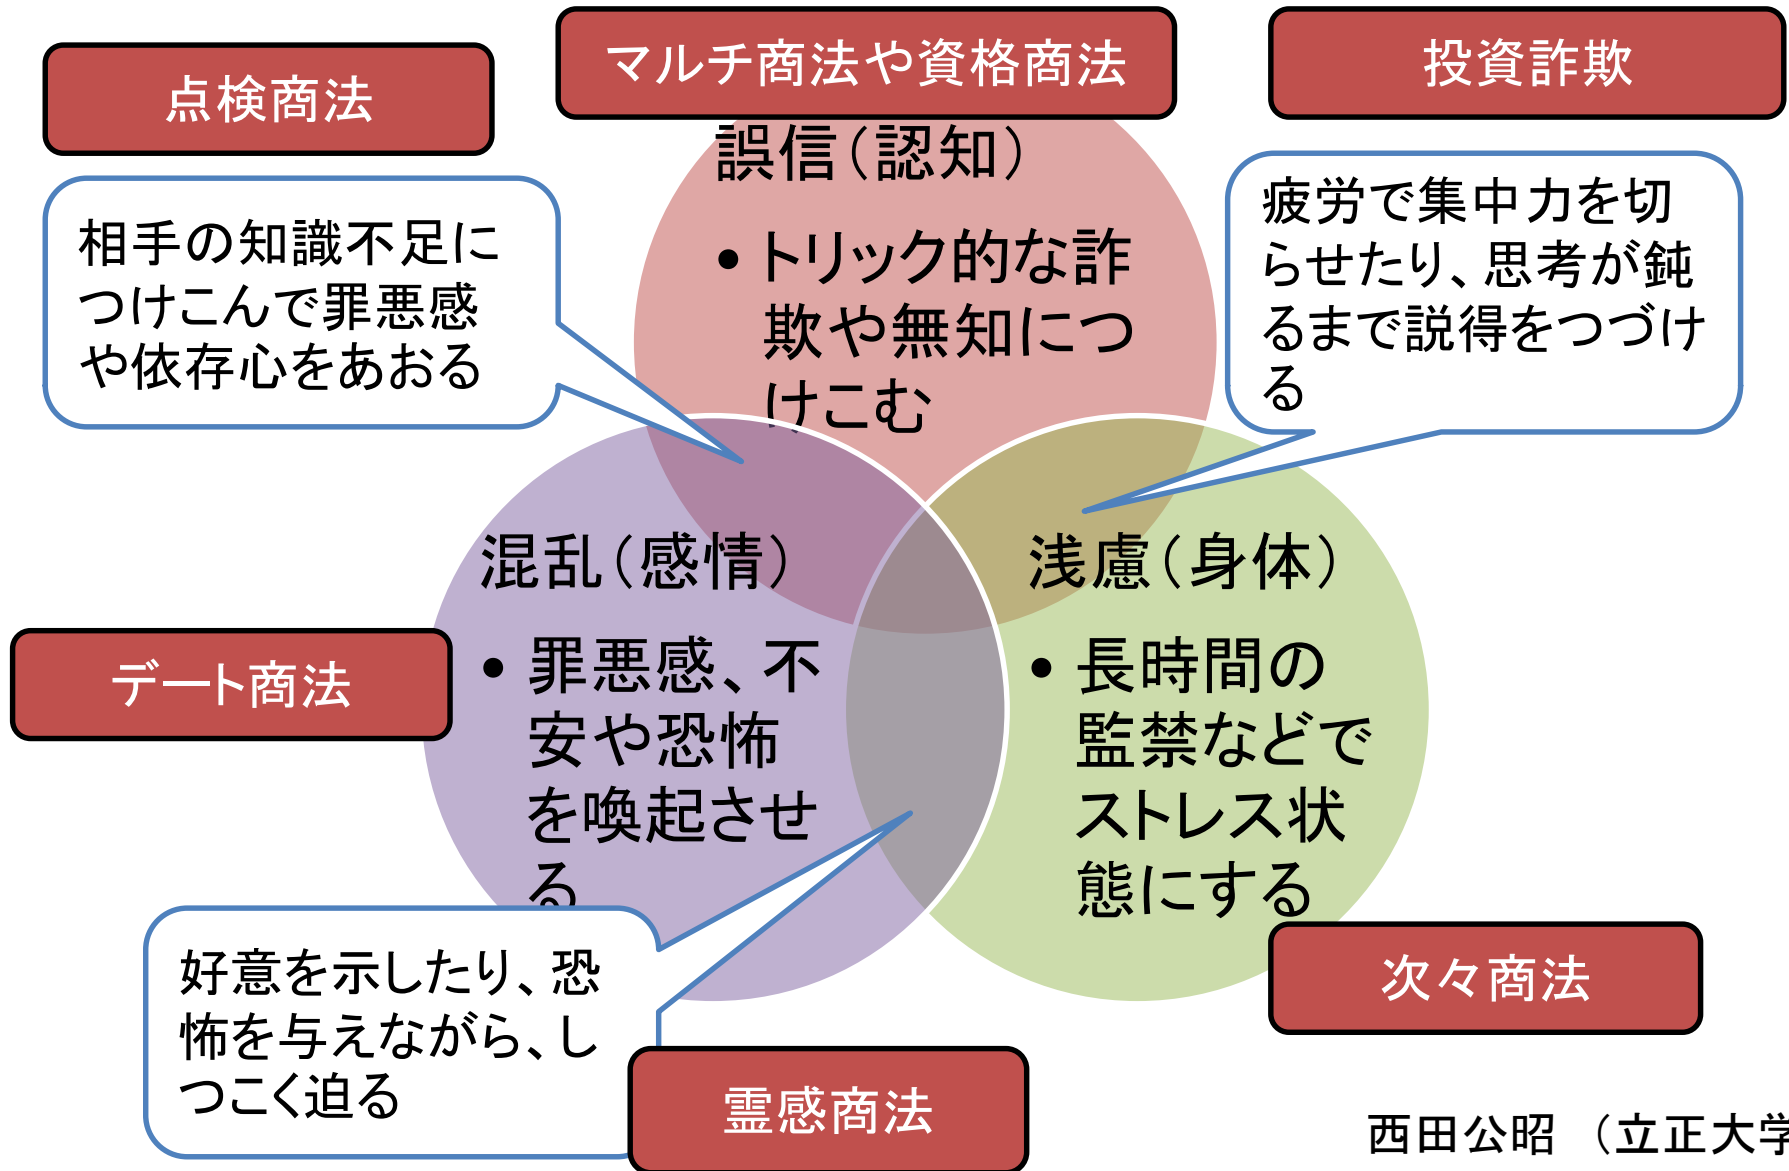 マルチ商法や資格商法
投資詐欺
点検商法
誤信（認知）
• トリック的な詐
欺や無知につ
けこむ
相手の知識不足に
つけこんで罪悪感
や依存心をあおる
疲労で集中力を切
らせたり、思考が鈍
るまで説得をつづけ
る
混乱（感情）
• 罪悪感、不
安や恐怖
を喚起させ
る
浅慮（身体）
• 長時間の
監禁などで
ストレス状
態にする
デート商法
好意を示したり、恐
怖を与えながら、し
つこく迫る
次々商法
霊感商法
西田公昭 （立正大学